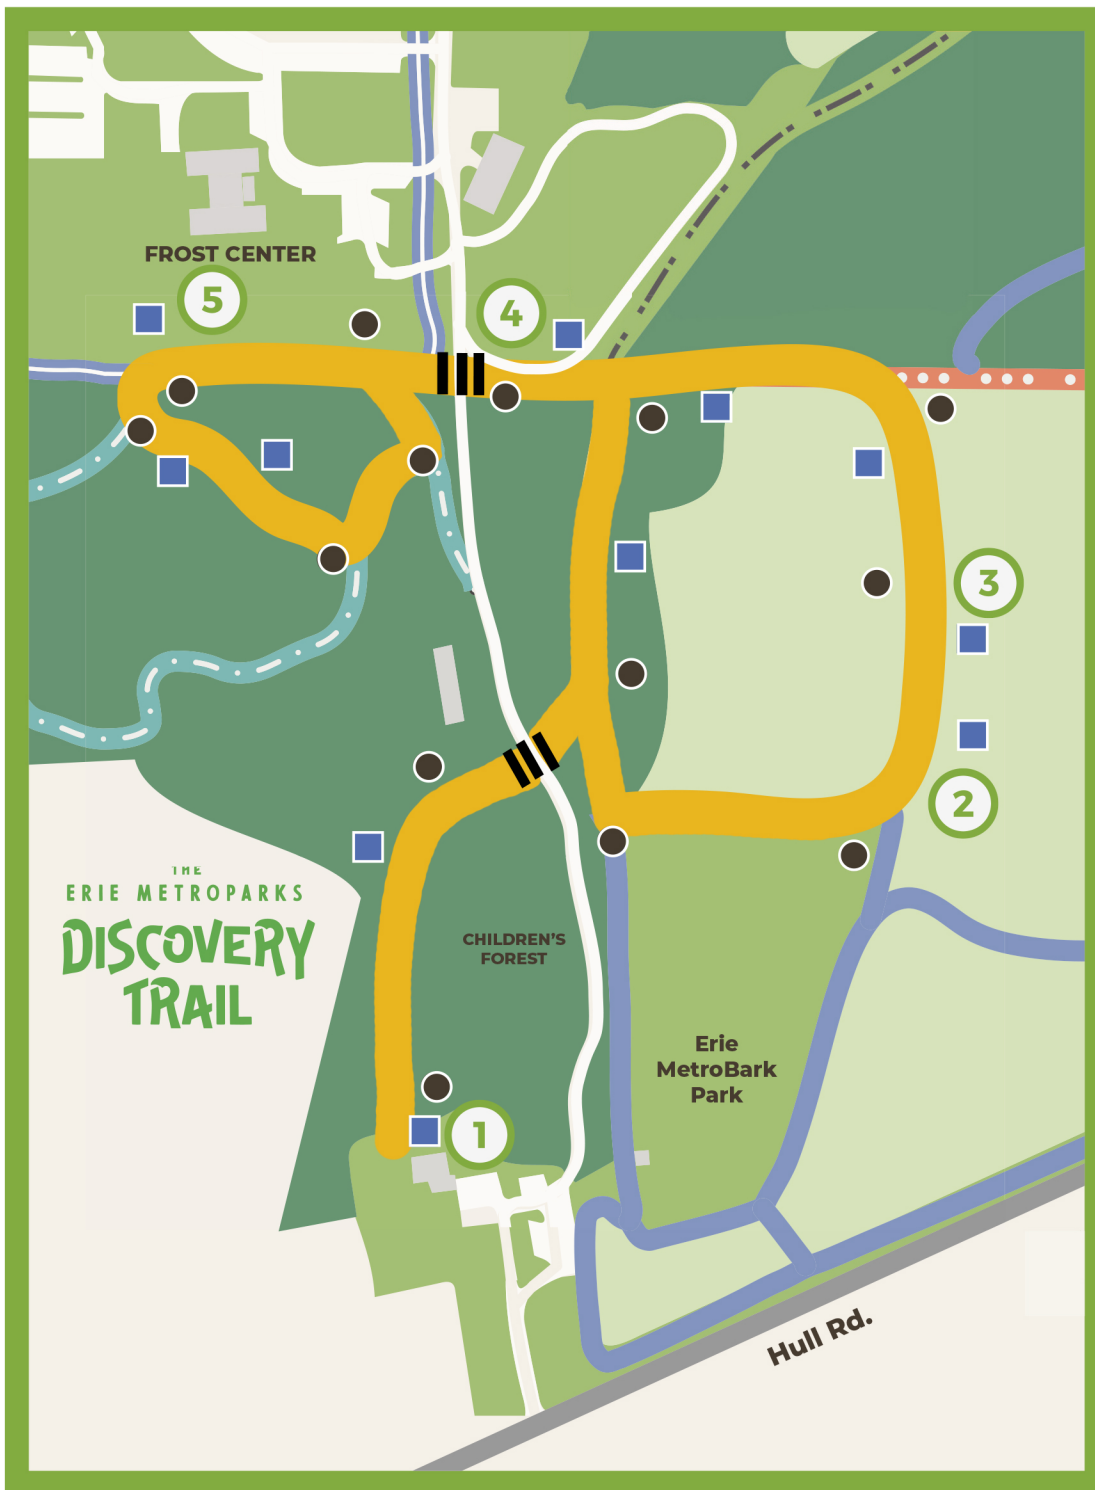 FROST CENTER
5
4
3
2
THE
ERIE METROPARKS
DISCOVERY
TRAIL
CHILDREN'S
FOREST
Erie
MetroBark
Park
1
Hull Rd.